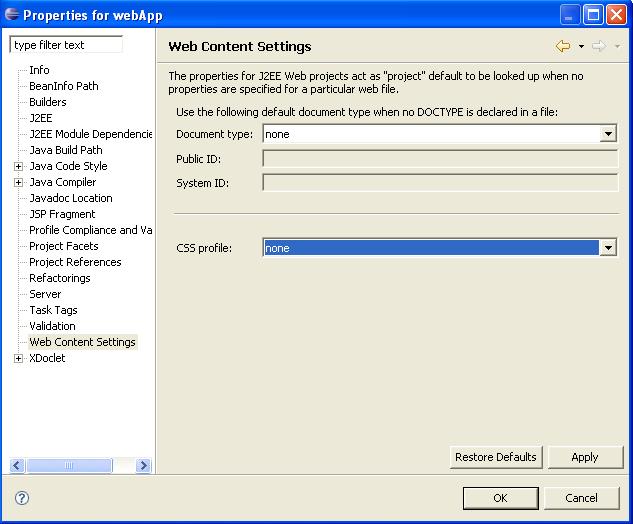 Properties for webApp
type filter text
Web Content Settings
Info
BeanInfo Path
Builders
J2EE
J2EE Module Dependencie
Java Build Path
Java Code Style
Java Compiler
Javadoc Location
JSP Fragment
Profile Compliance and Va
Project Facets
Project References
Refactorings
Server
Task Tags
Validation
Web Content Settings
XDoclet
The properties for J2EE Web projects act as "project" default to be looked up when no
properties are specified for a particular web file.
Use the following default document type when no DOCTYPE is declared in a file:
Document type: none
Public ID:
System ID:
CSS profile: none
Restore Defaults Apply
? OK Cancel